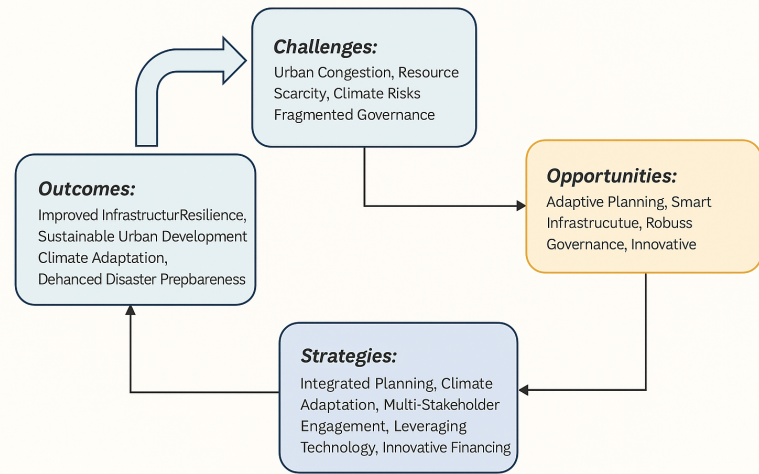 Challenges:
Urban Congestion, Resource
Scarcity, Climate Risks
Fragmented Governance
Opportunities:
Adaptive Planning, Smart
Infrastrucutue, Robuss
Governance, Innovative
Outcomes:
Improved InfrastructurResilience,
Sustainable Urban Development
Climate Adaptation,
Dehanced Disaster Prepbareness
Strategies:
Integrated Planning, Climate
Adaptation, Multi-Stakeholder
Engagement, Leveraging
Technology, Innovative Financing